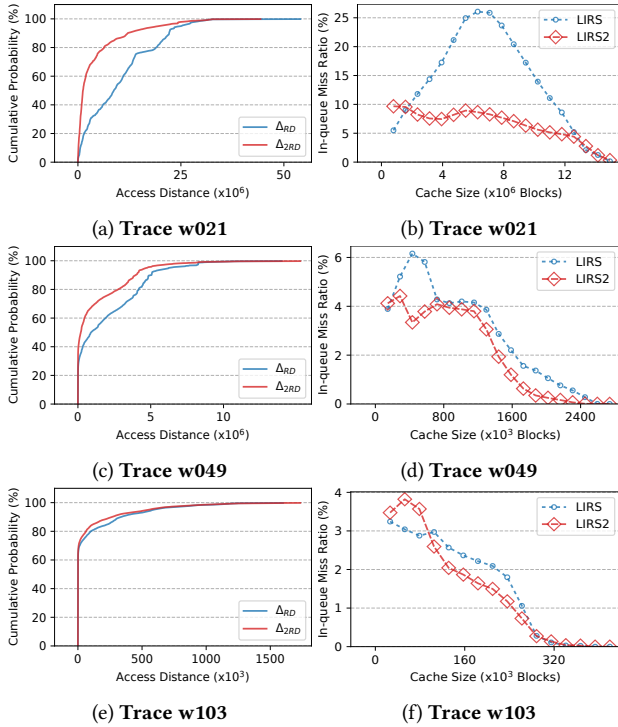 100
80
60
40
20
0
Cumulative Probability (%)
0 25 50
Access Distance (x10⁶)
Δ_RD
Δ_2RD
(a) Trace w021
25
20
15
10
5
0
In-queue Miss Ratio (%)
0 4 8 12
Cache Size (x10⁶ Blocks)
LIRS
LIRS2
(b) Trace w021
100
80
60
40
20
0
Cumulative Probability (%)
0 5 10
Access Distance (x10⁶)
Δ_RD
Δ_2RD
(c) Trace w049
6
4
2
0
In-queue Miss Ratio (%)
0 800 1600 2400
Cache Size (x10³ Blocks)
LIRS
LIRS2
(d) Trace w049
100
80
60
40
20
0
Cumulative Probability (%)
0 500 1000 1500
Access Distance (x10³)
Δ_RD
Δ_2RD
(e) Trace w103
4
3
2
1
0
In-queue Miss Ratio (%)
0 160 320
Cache Size (x10³ Blocks)
LIRS
LIRS2
(f) Trace w103